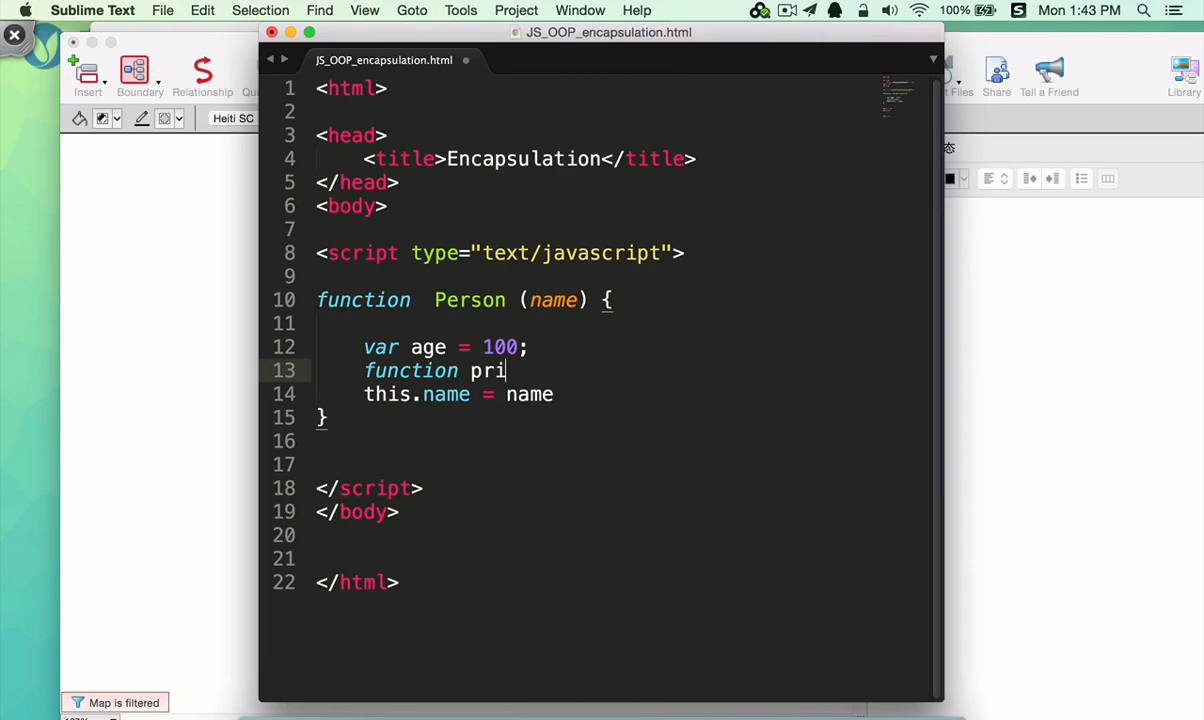 Sublime Text File Edit Selection Find View Goto Tools Project Window Help 100% Mon 1:43 PM
JS_OOP_encapsulation.html
JS_OOP_encapsulation.html
Insert Boundary Relationship Files Share Tell a Friend Library
Heiti SC
态
1 <html>
2
3 <head>
4 <title>Encapsulation</title>
5 </head>
6 <body>
7
8 <script type="text/javascript">
9
10 function Person (name) {
11
12 var age = 100;
13 function pri
14 this.name = name
15 }
16
17
18 </script>
19 </body>
20
21
22 </html>
Map is filtered